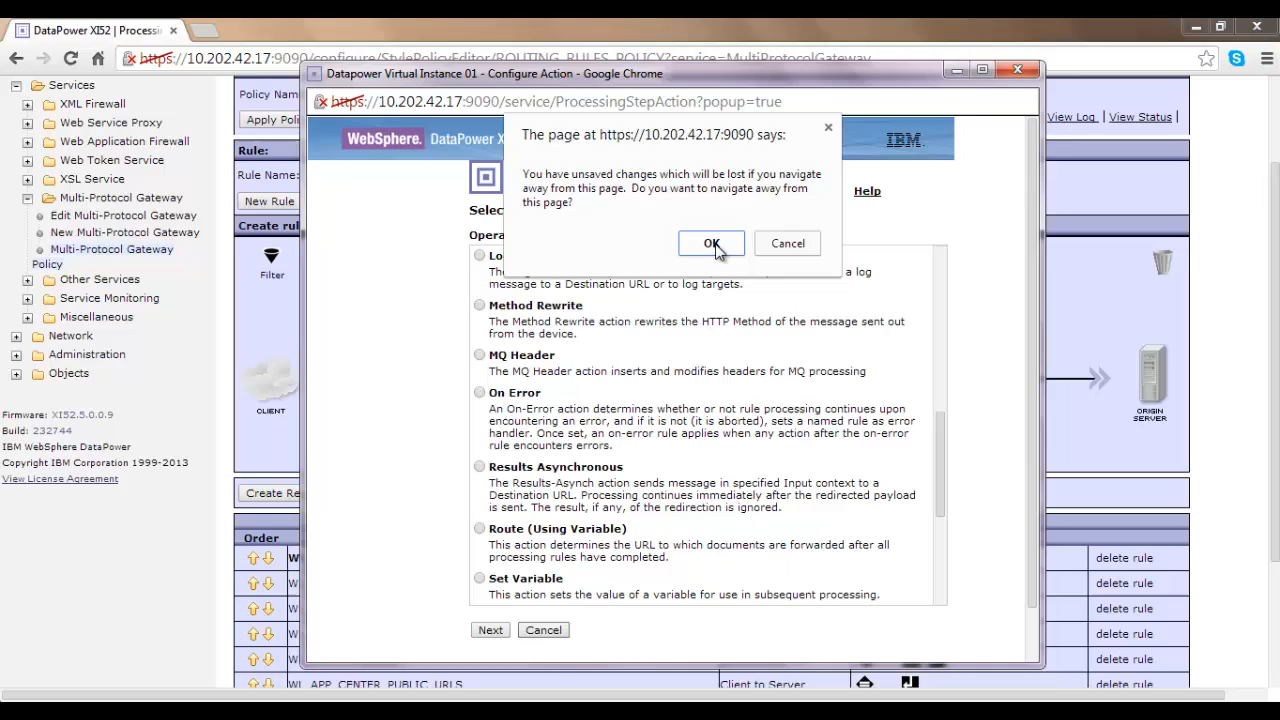 DataPower XI52 | Processi
https://10.202.42.17:9090/configure/StylePolicyEditor/ROUTING_RULES_POLICY?service=MultiProtocolGateway
Services
XML Firewall
Web Service Proxy
Web Application Firewall
Web Token Service
XSL Service
Multi-Protocol Gateway
Edit Multi-Protocol Gateway
New Multi-Protocol Gateway
Multi-Protocol Gateway
Policy
Other Services
Service Monitoring
Miscellaneous
Network
Administration
Objects
Firmware: XI52.5.0.0.9
Build: 232744
IBM WebSphere DataPower
Copyright IBM Corporation 1999-2013
View License Agreement
Policy Nam
Apply Poli
View Log | View Status |
Rule:
Rule Name:
New Rule
Create rul
Filter
CLIENT
ORIGIN
SERVER
Create Re
Order
W
delete rule
W
delete rule
W
delete rule
W
delete rule
W
delete rule
WL_APP_CENTER_PUBLIC_URLS
Client to Server
delete rule
Datapower Virtual Instance 01 - Configure Action - Google Chrome
https://10.202.42.17:9090/service/ProcessingStepAction?popup=true
WebSphere. DataPower X
IBM.
Help
Selec
Opera
The page at https://10.202.42.17:9090 says:
You have unsaved changes which will be lost if you navigate
away from this page. Do you want to navigate away from
this page?
OK
Cancel
Lo
a log
message to a Destination URL or to log targets.
Method Rewrite
The Method Rewrite action rewrites the HTTP Method of the message sent out
from the device.
MQ Header
The MQ Header action inserts and modifies headers for MQ processing
On Error
An On-Error action determines whether or not rule processing continues upon
encountering an error, and if it is not (it is aborted), sets a named rule as error
handler. Once set, an on-error rule applies when any action after the on-error
rule encounters errors.
Results Asynchronous
The Results-Asynch action sends message in specified Input context to a
Destination URL. Processing continues immediately after the redirected payload
is sent. The result, if any, of the redirection is ignored.
Route (Using Variable)
This action determines the URL to which documents are forwarded after all
processing rules have completed.
Set Variable
This action sets the value of a variable for use in subsequent processing.
Next
Cancel